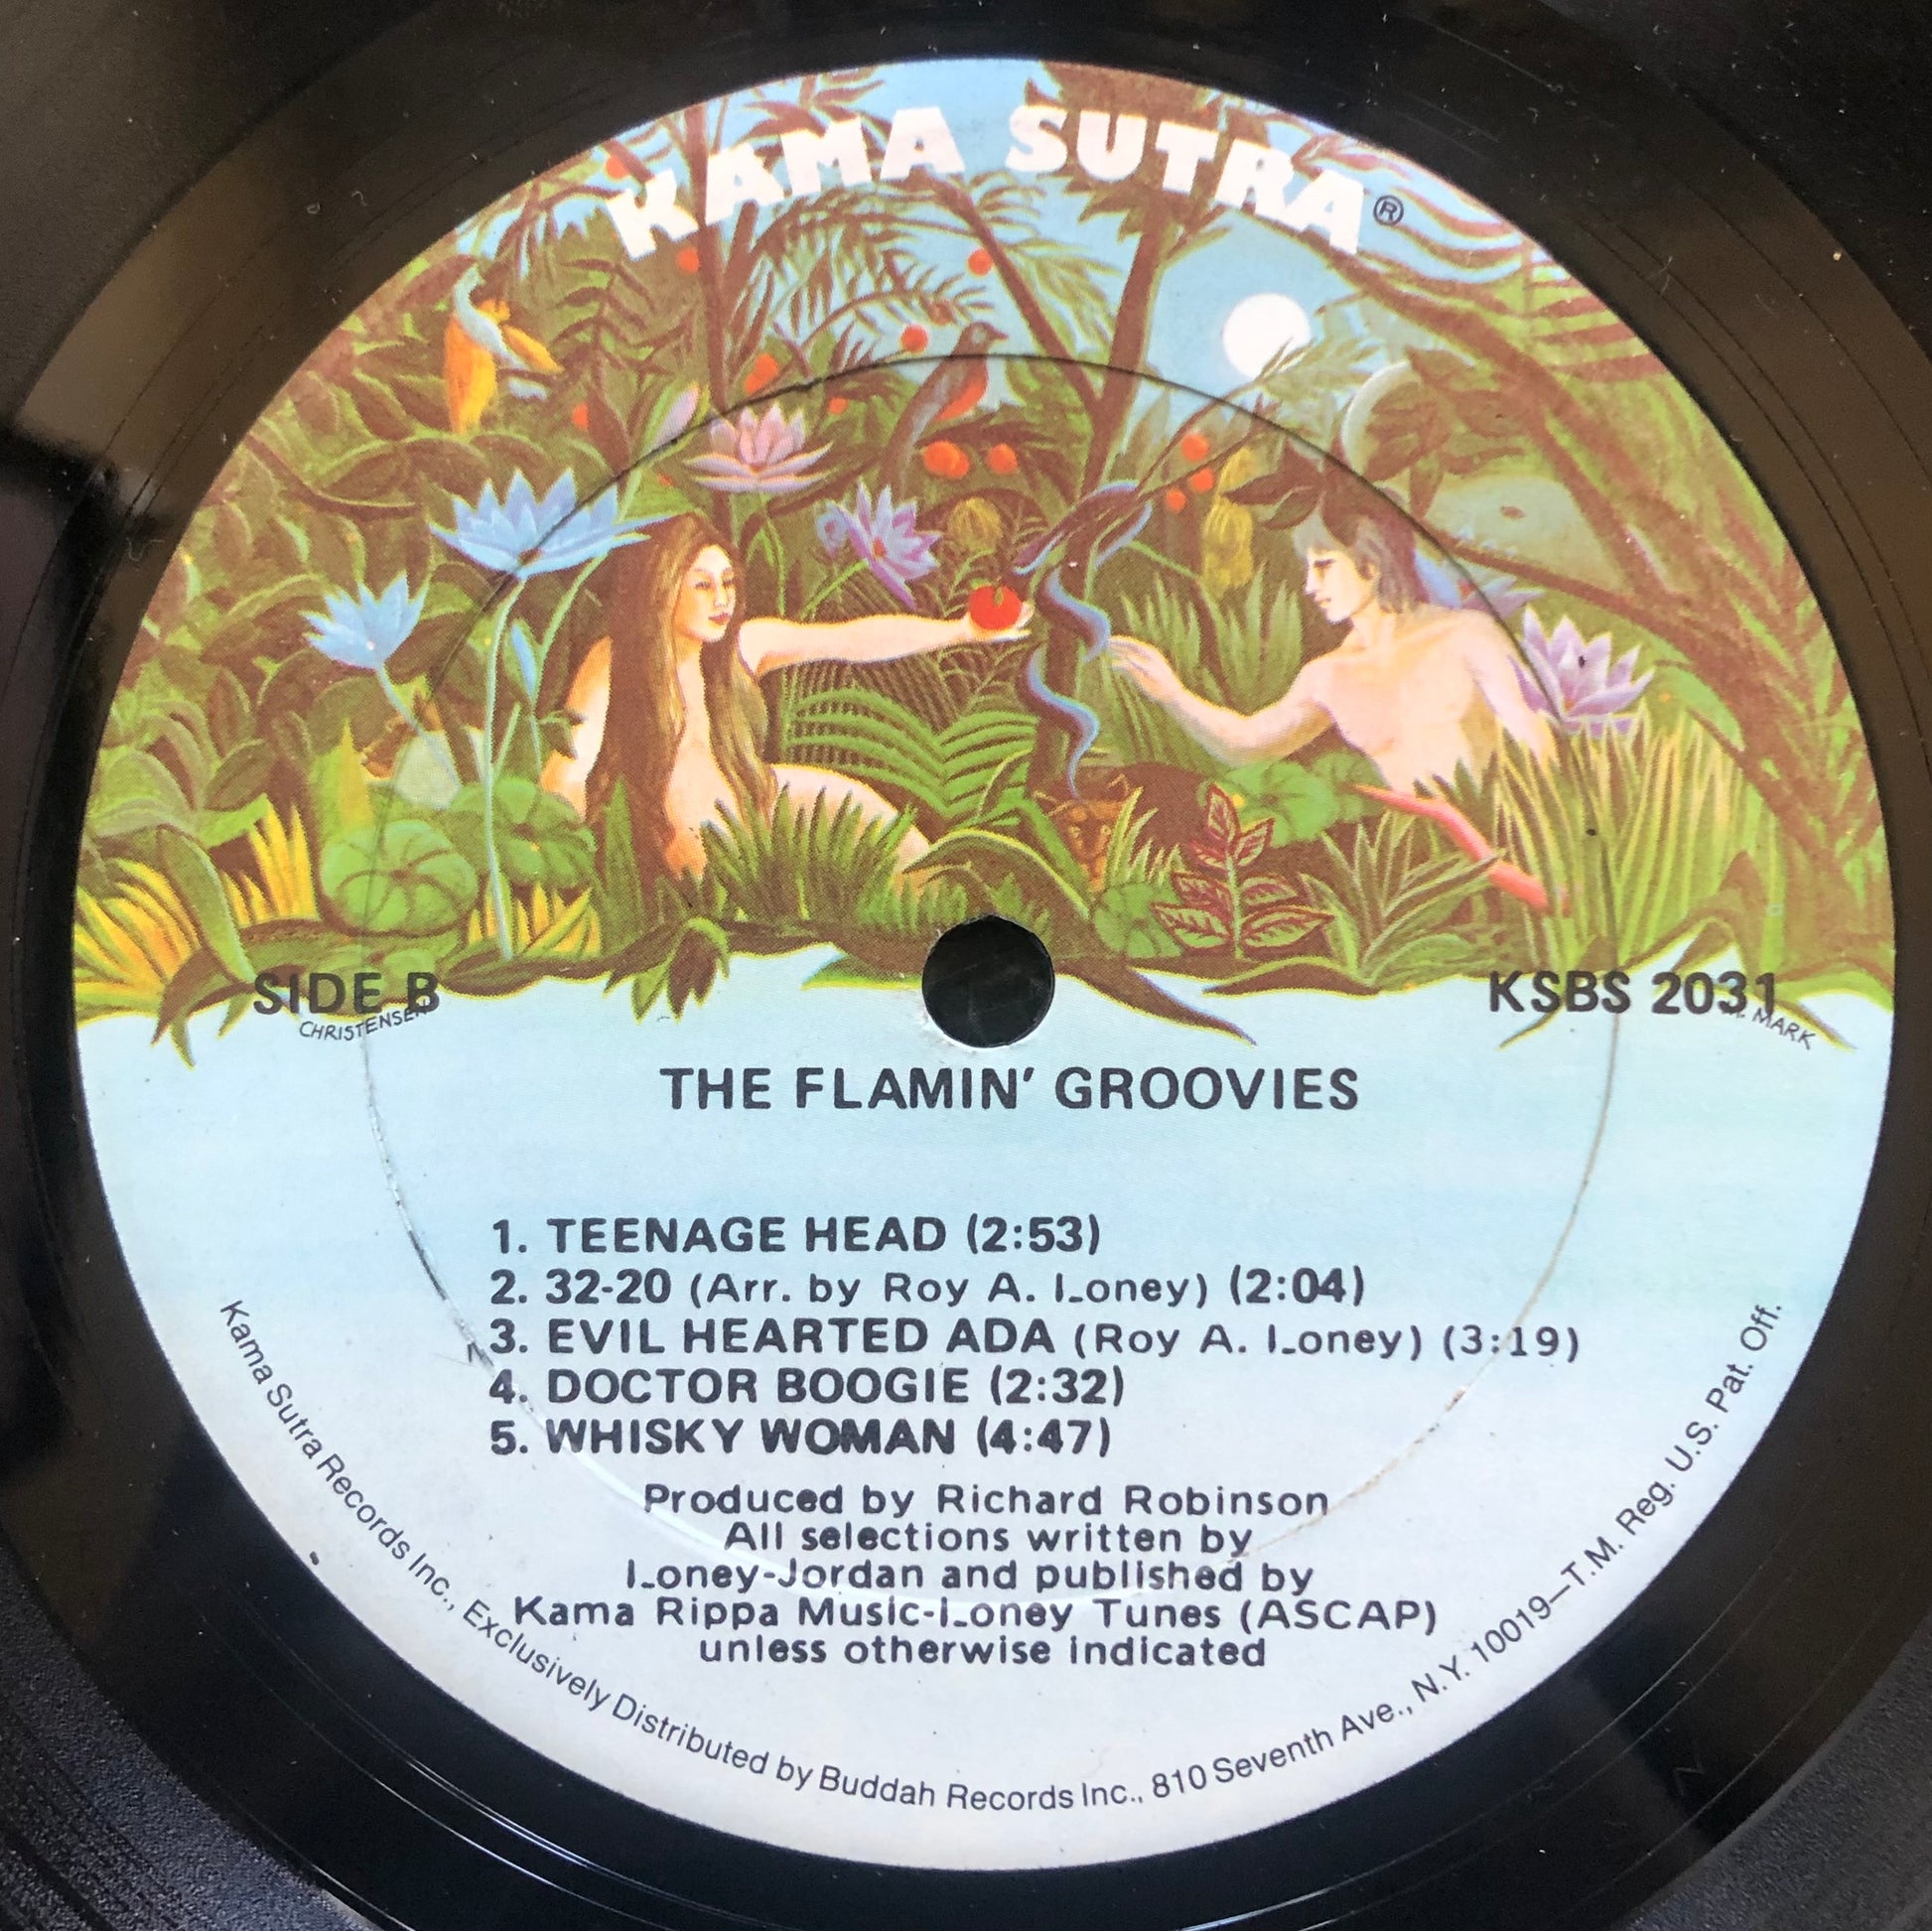 KAMA SUTRA®
SIDE B
KSBS 2031
CHRISTENSEN
MARK
THE FLAMIN' GROOVIES
1. TEENAGE HEAD (2:53)
2. 32-20 (Arr. by Roy A. Loney) (2:04)
3. EVIL HEARTED ADA (Roy A. Loney) (3:19)
4. DOCTOR BOOGIE (2:32)
5. WHISKY WOMAN (4:47)
Produced by Richard Robinson
All selections written by
Loney-Jordan and published by
Kama Rippa Music-Loney Tunes (ASCAP)
unless otherwise indicated
Kama Sutra Records Inc., Exclusively Distributed by Buddah Records Inc., 810 Seventh Ave., N.Y. 10019—T.M. Reg. U.S. Pat. Off.